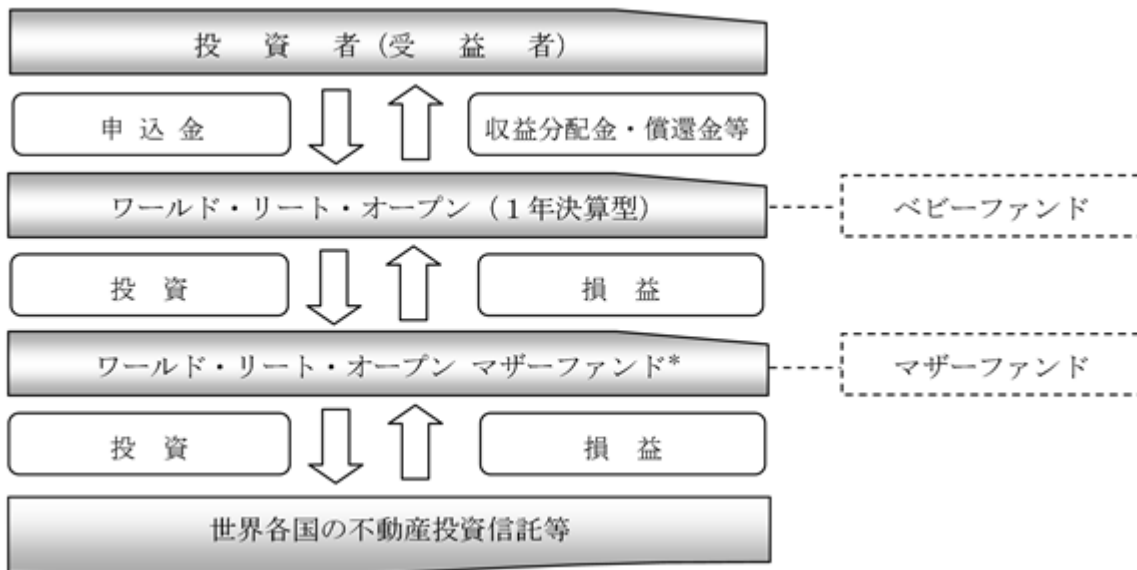 投資者（受益者）
申込金
収益分配金・償還金等
ワールド・リート・オープン（１年決算型）
ベビーファンド
投資
損益
ワールド・リート・オープン マザーファンド*
マザーファンド
投資
損益
世界各国の不動産投資信託等